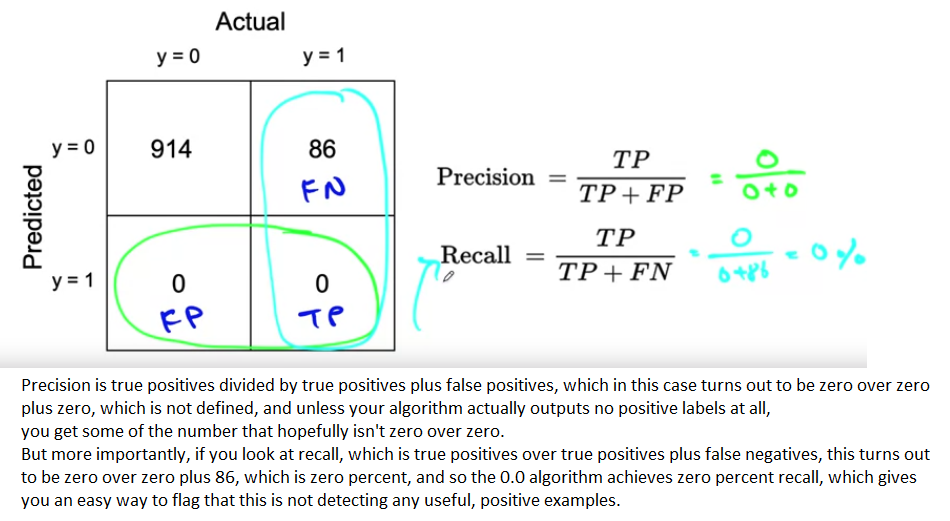 Actual
y = 0 y = 1
Predicted
y = 0 914 86
FN
y = 1 0 0
FP TP
Precision = TP / TP + FP = 0 / 0+0
Recall = TP / TP + FN = 0 / 0+86 = 0%
Precision is true positives divided by true positives plus false positives, which in this case turns out to be zero over zero
plus zero, which is not defined, and unless your algorithm actually outputs no positive labels at all,
you get some of the number that hopefully isn't zero over zero.
But more importantly, if you look at recall, which is true positives over true positives plus false negatives, this turns out
to be zero over zero plus 86, which is zero percent, and so the 0.0 algorithm achieves zero percent recall, which gives
you an easy way to flag that this is not detecting any useful, positive examples.